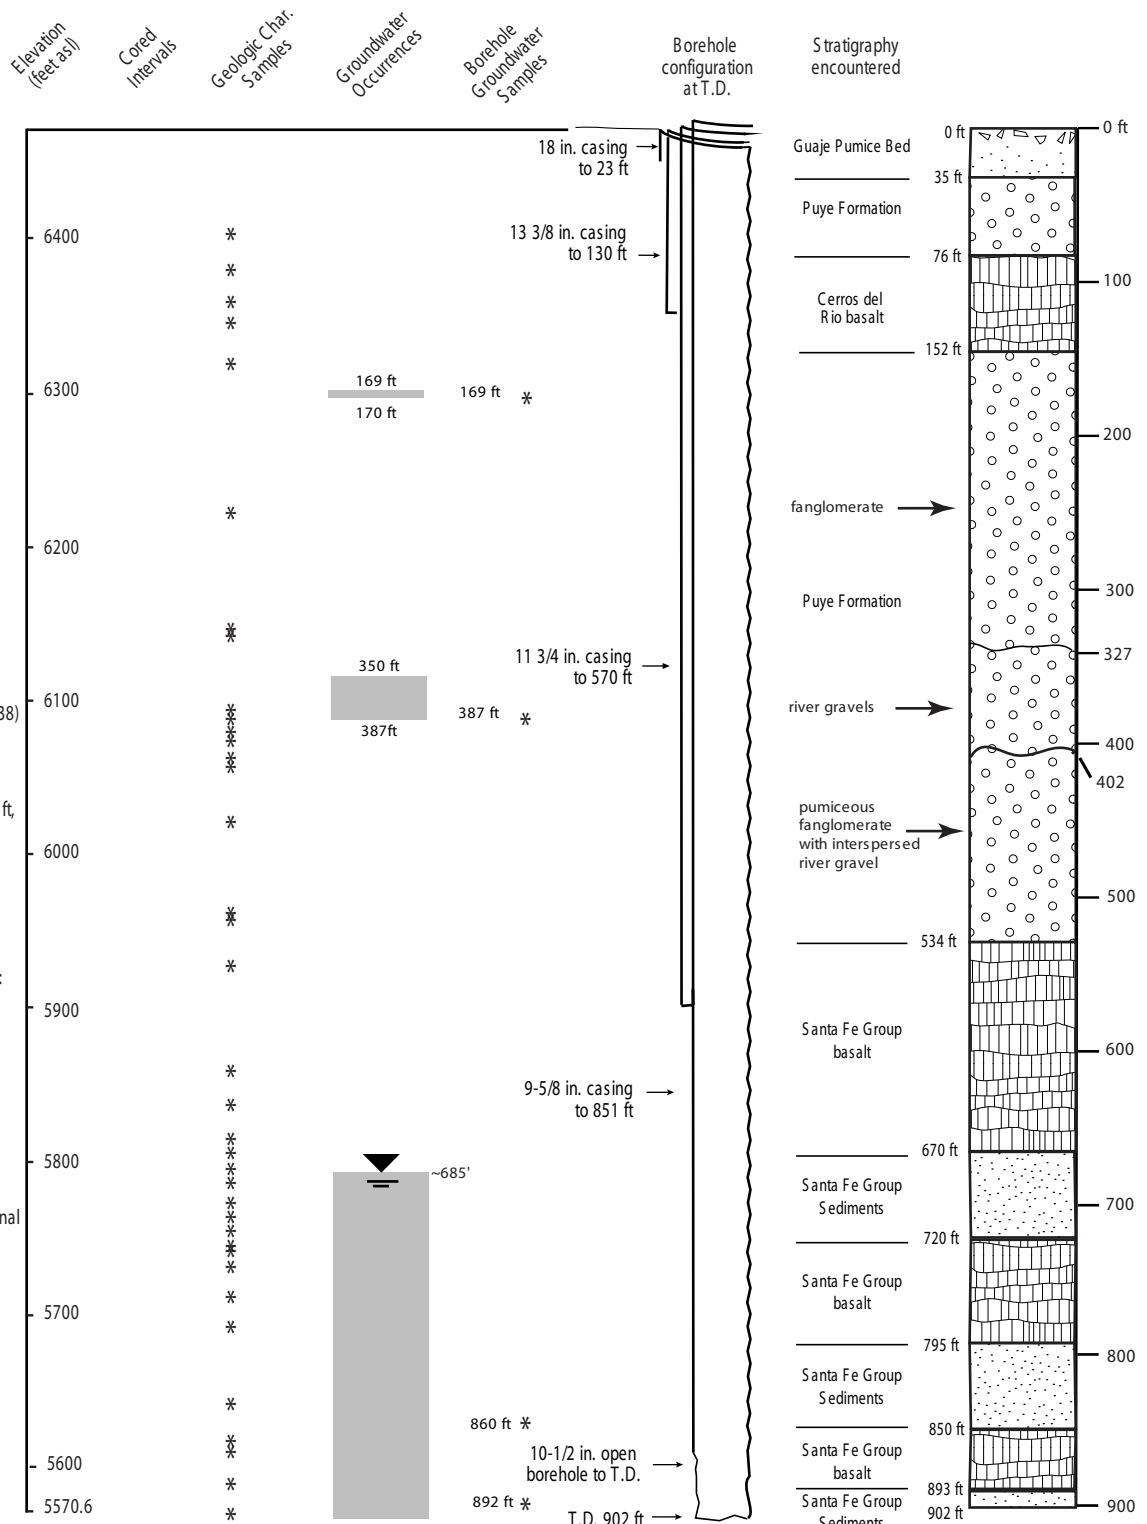 Elevation
(feet asl)
Cored
Intervals
Geologic Char.
Samples
Groundwater
Occurrences
Borehole
Groundwater
Samples
Borehole
configuration
at T.D.
Stratigraphy
encountered
0 ft
0 ft
18 in. casing
to 23 ft
Guaje Pumice Bed
35 ft
Puye Formation
6400
13 3/8 in. casing
to 130 ft
76 ft
100
Cerros del
Rio basalt
152 ft
6300
169 ft
170 ft
169 ft
*
200
fanglomerate
6200
300
Puye Formation
327
11 3/4 in. casing
to 570 ft
350 ft
6100
38)
387 ft
387ft
river gravels
400
402
ft,
pumiceous
fanglomerate
with interspersed
river gravel
6000
500
534 ft
5900
:
Santa Fe Group
basalt
600
9-5/8 in. casing
to 851 ft
670 ft
5800
~685'
Santa Fe Group
Sediments
700
nal
720 ft
Santa Fe Group
basalt
5700
795 ft
800
Santa Fe Group
Sediments
860 ft
850 ft
10-1/2 in. open
borehole to T.D.
Santa Fe Group
basalt
5600
893 ft
892 ft
Santa Fe Group
Sediments
5570.6
900
902 ft
T.D. 902 ft